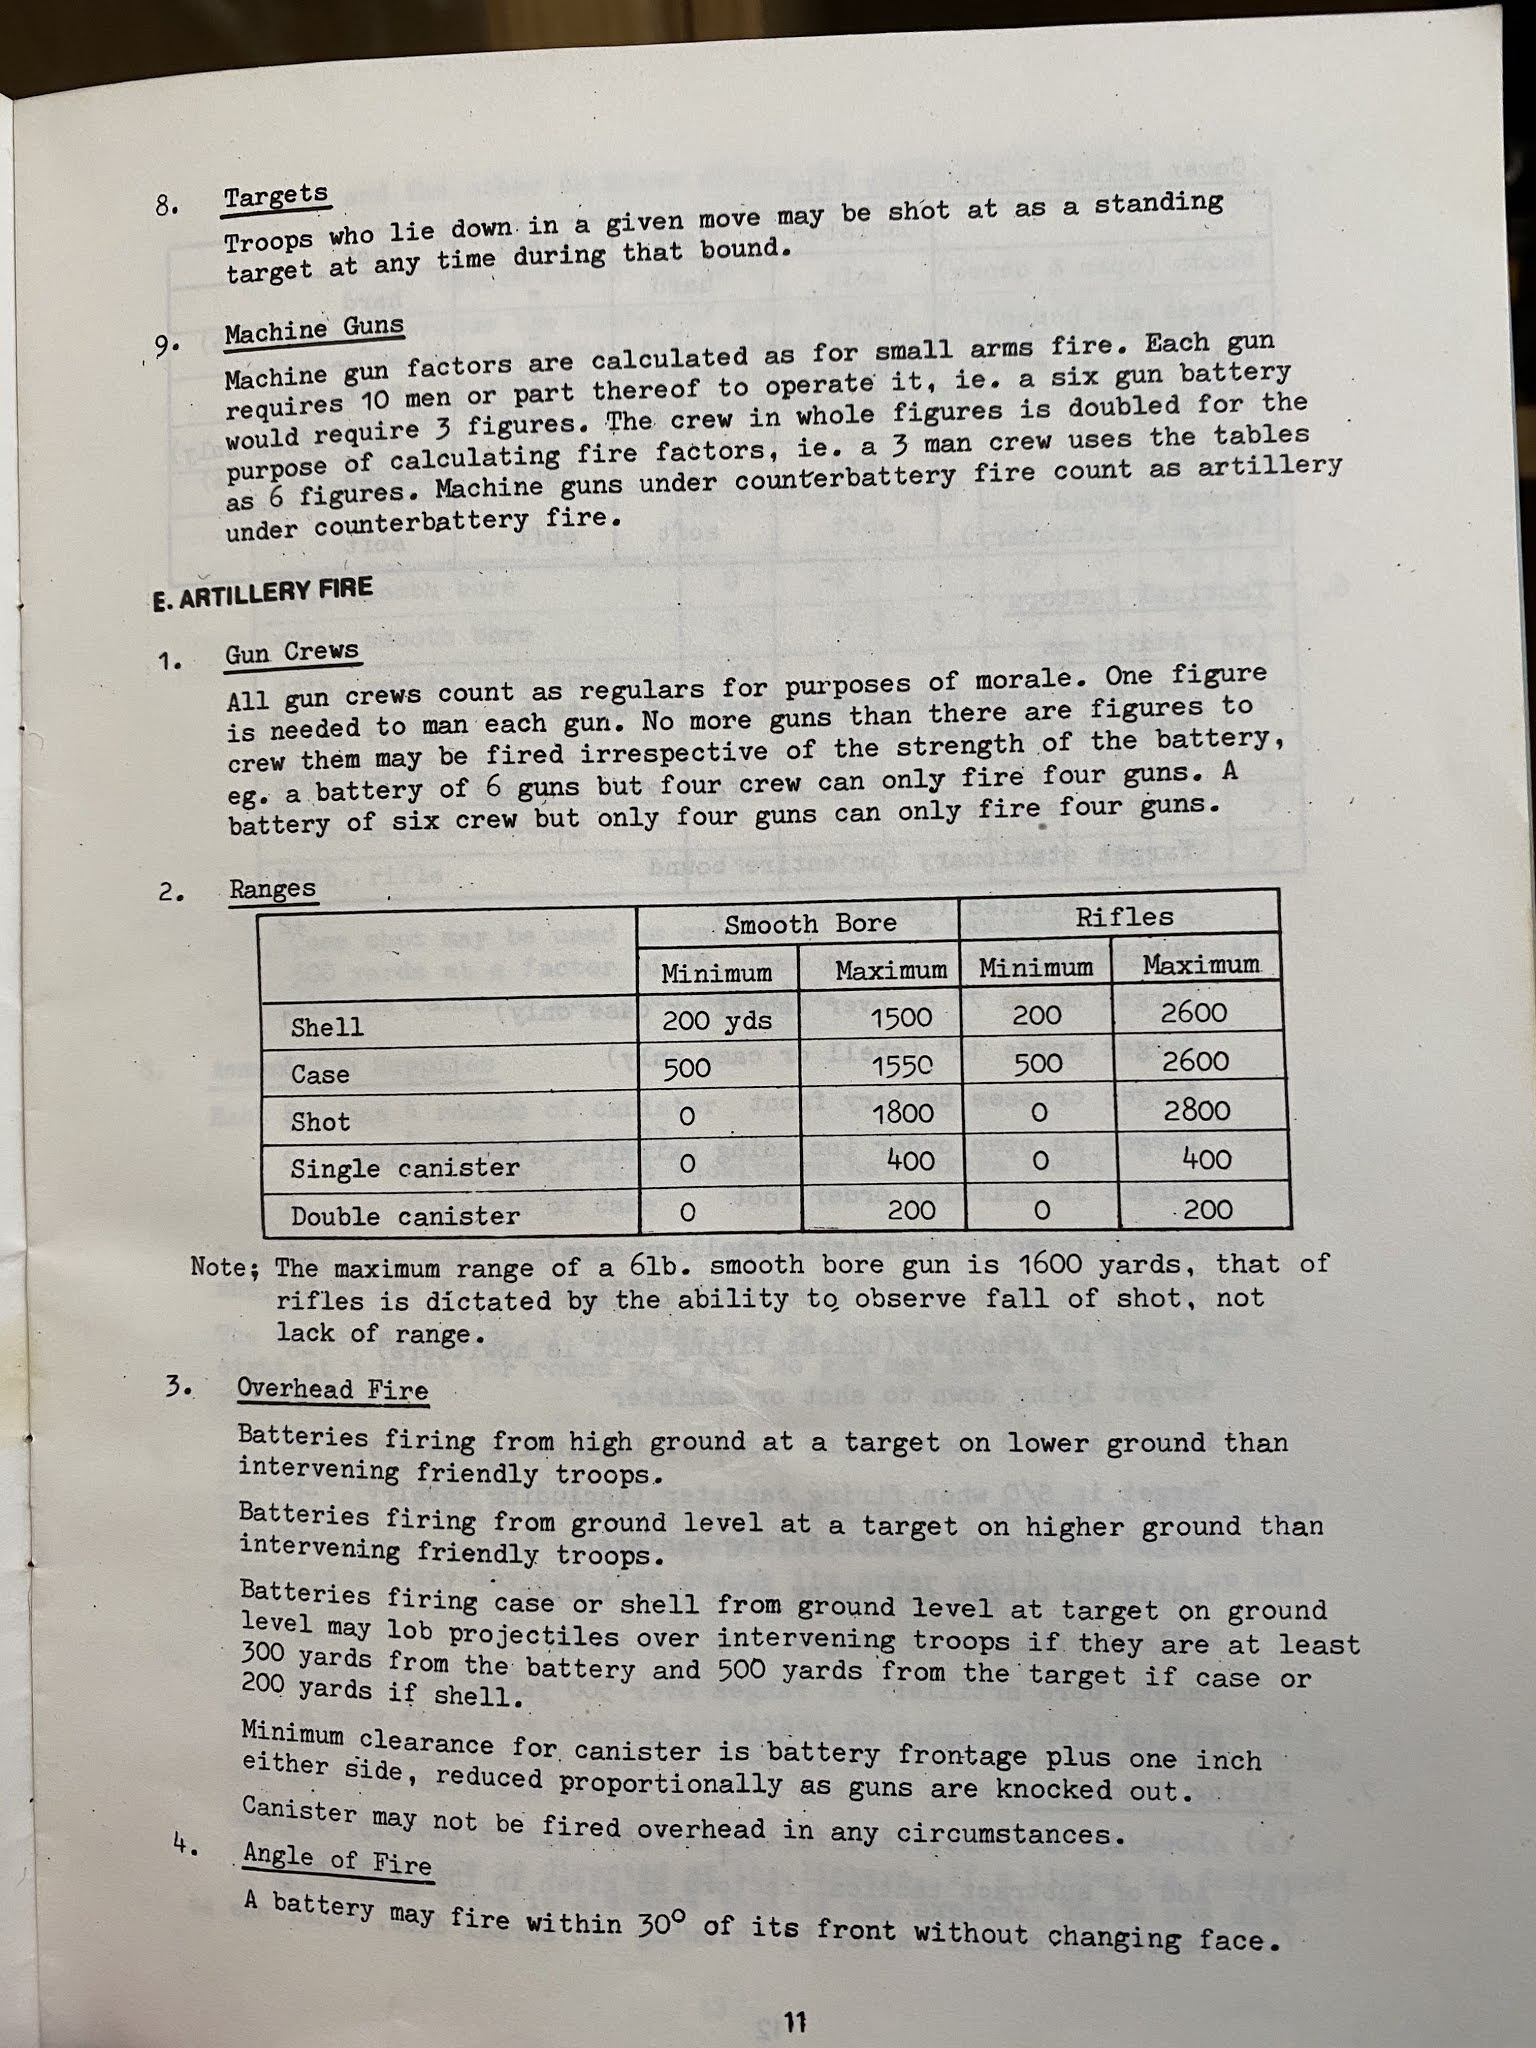 8. Targets
Troops who lie down in a given move may be shot at as a standing
target at any time during that bound.
9. Machine Guns
Machine gun factors are calculated as for small arms fire. Each gun
requires 10 men or part thereof to operate it, ie. a six gun battery
would require 3 figures. The crew in whole figures is doubled for the
purpose of calculating fire factors, ie. a 3 man crew uses the tables
as 6 figures. Machine guns under counterbattery fire count as artillery
under counterbattery fire.
E. ARTILLERY FIRE
1. Gun Crews
All gun crews count as regulars for purposes of morale. One figure
is needed to man each gun. No more guns than there are figures to
crew them may be fired irrespective of the strength of the battery,
eg. a battery of 6 guns but four crew can only fire four guns. A
battery of six crew but only four guns can only fire four guns.
2. Ranges
Smooth Bore Rifles
Minimum Maximum Minimum Maximum
Shell 200 yds 1500 200 2600
Case 500 1550 500 2600
Shot 0 1800 0 2800
Single canister 0 400 0 400
Double canister 0 200 0 200
Note; The maximum range of a 6lb. smooth bore gun is 1600 yards, that of
rifles is dictated by the ability to observe fall of shot, not
lack of range.
3. Overhead Fire
Batteries firing from high ground at a target on lower ground than
intervening friendly troops.
Batteries firing from ground level at a target on higher ground than
intervening friendly troops.
Batteries firing case or shell from ground level at target on ground
level may lob projectiles over intervening troops if they are at least
300 yards from the battery and 500 yards from the target if case or
200 yards if shell.
Minimum clearance for canister is battery frontage plus one inch
either side, reduced proportionally as guns are knocked out.
Canister may not be fired overhead in any circumstances.
4. Angle of Fire
A battery may fire within 30° of its front without changing face.
11